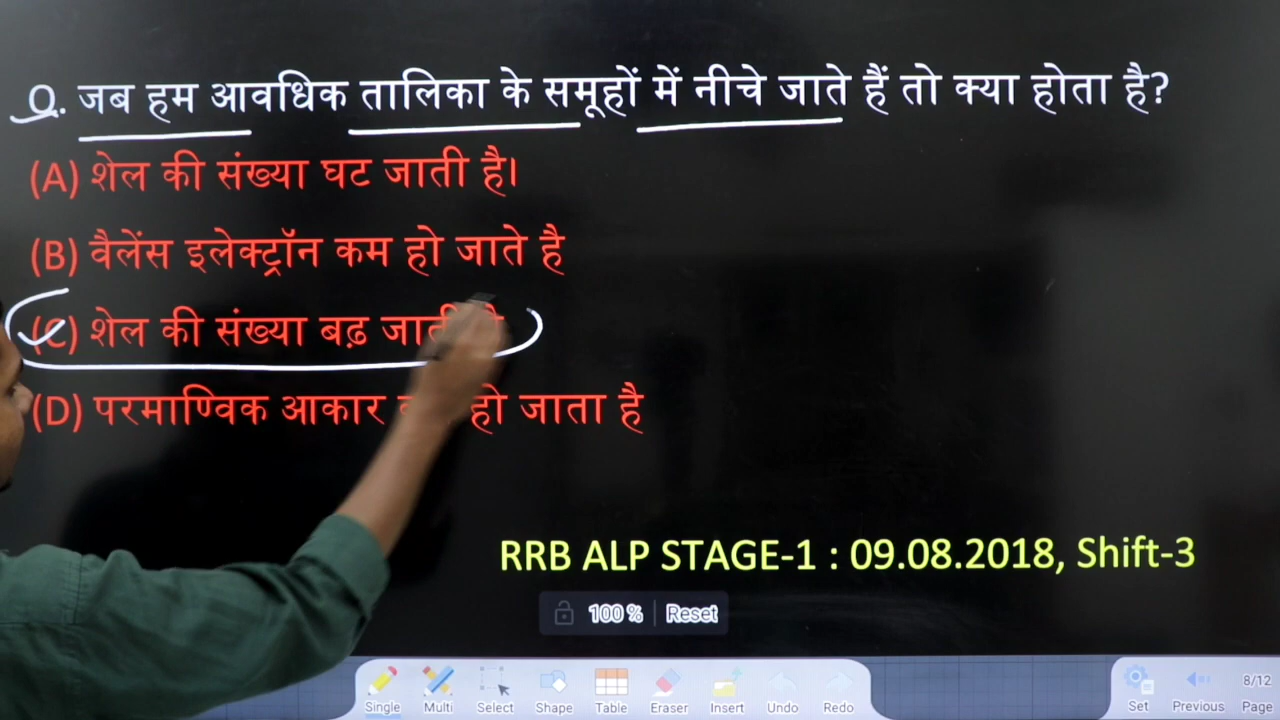 Q. जब हम आवधिक तालिका के समूहों में नीचे जाते हैं तो क्या होता है?
(A) शेल की संख्या घट जाती है।
(B) वैलेंस इलेक्ट्रॉन कम हो जाते है
(C) शेल की संख्या बढ़ जाती है
(D) परमाण्विक आकार हो जाता है
RRB ALP STAGE-1 : 09.08.2018, Shift-3
100 % Reset
Single Multi Select Shape Table Eraser Insert Undo Redo Set Previous 8/12 Page